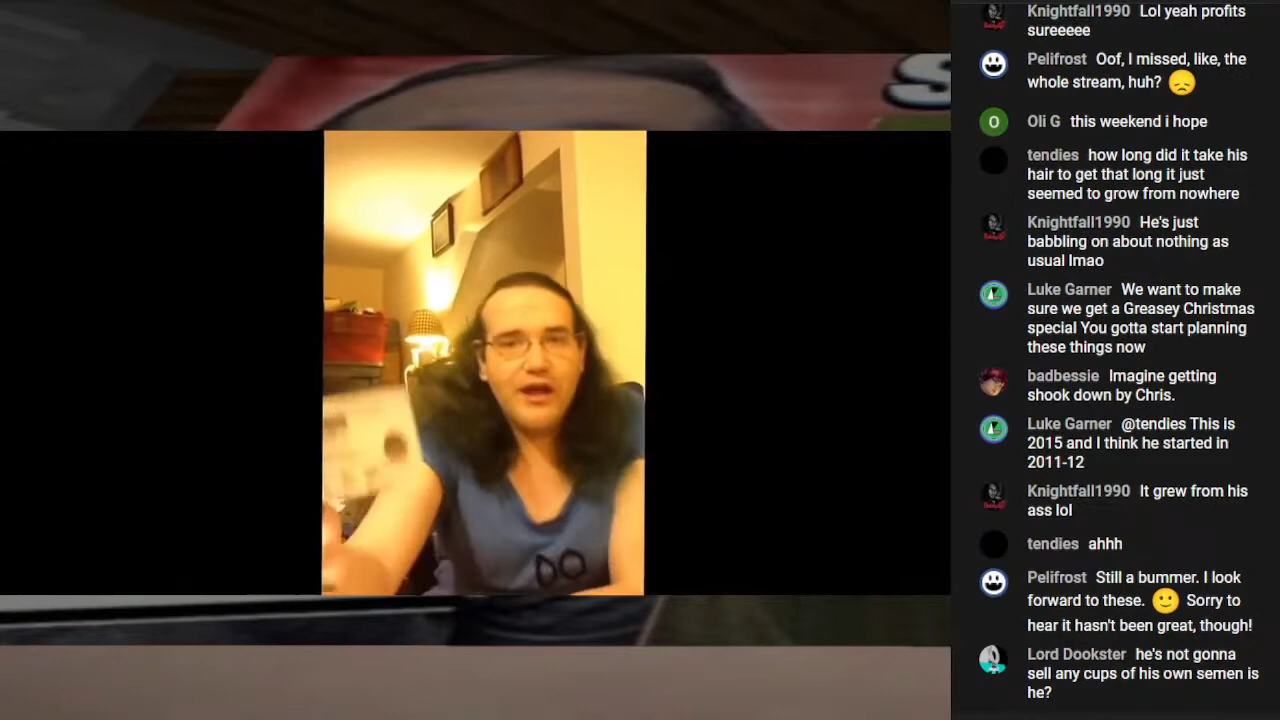 S
DO
Knightfall1990 Lol yeah profits
sureeeee
Pelifrost Oof, I missed, like, the
whole stream, huh? 😞
O Oli G this weekend i hope
tendies how long did it take his
hair to get that long it just
seemed to grow from nowhere
Knightfall1990 He's just
babbling on about nothing as
usual lmao
Luke Garner We want to make
sure we get a Greasey Christmas
special You gotta start planning
these things now
badbessie Imagine getting
shook down by Chris.
Luke Garner @tendies This is
2015 and I think he started in
2011-12
Knightfall1990 It grew from his
ass lol
tendies ahhh
Pelifrost Still a bummer. I look
forward to these. 🙂 Sorry to
hear it hasn't been great, though!
Lord Dookster he's not gonna
sell any cups of his own semen is
he?